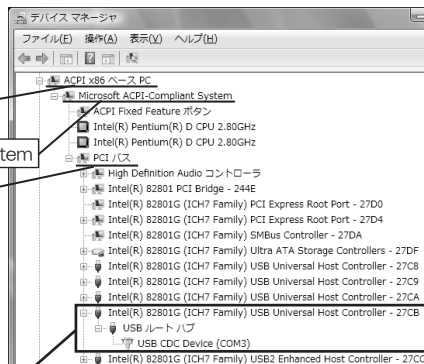 デバイス マネージャ
ファイル(F) 操作(A) 表示(V) ヘルプ(H)
ACPI x86 ベース PC
Microsoft ACPI-Compliant System
ACPI Fixed Feature ボタン
Intel(R) Pentium(R) D CPU 2.80GHz
tem
Intel(R) Pentium(R) D CPU 2.80GHz
PCI バス
High Definition Audio コントローラ
Intel(R) 82801 PCI Bridge - 244E
Intel(R) 82801G (ICH7 Family) PCI Express Root Port - 27D0
Intel(R) 82801G (ICH7 Family) PCI Express Root Port - 27D4
Intel(R) 82801G (ICH7 Family) SMBus Controller - 27DA
Intel(R) 82801G (ICH7 Family) Ultra ATA Storage Controllers - 27DF
Intel(R) 82801G (ICH7 Family) USB Universal Host Controller - 27C8
Intel(R) 82801G (ICH7 Family) USB Universal Host Controller - 27C9
Intel(R) 82801G (ICH7 Family) USB Universal Host Controller - 27CA
Intel(R) 82801G (ICH7 Family) USB Universal Host Controller - 27CB
USB ルート ハブ
USB CDC Device (COM3)
Intel(R) 82801G (ICH7 Family) USB2 Enhanced Host Controller - 27CC